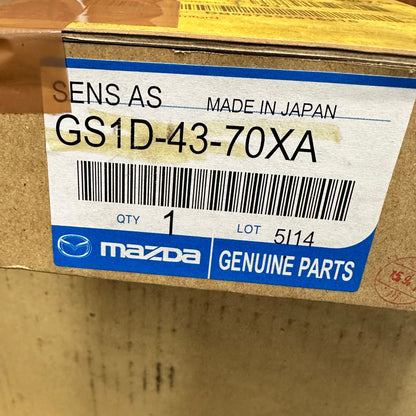 SENS AS MADE IN JAPAN
GS1D-43-70XA
QTY 1 LOT 5I14
mazda GENUINE PARTS